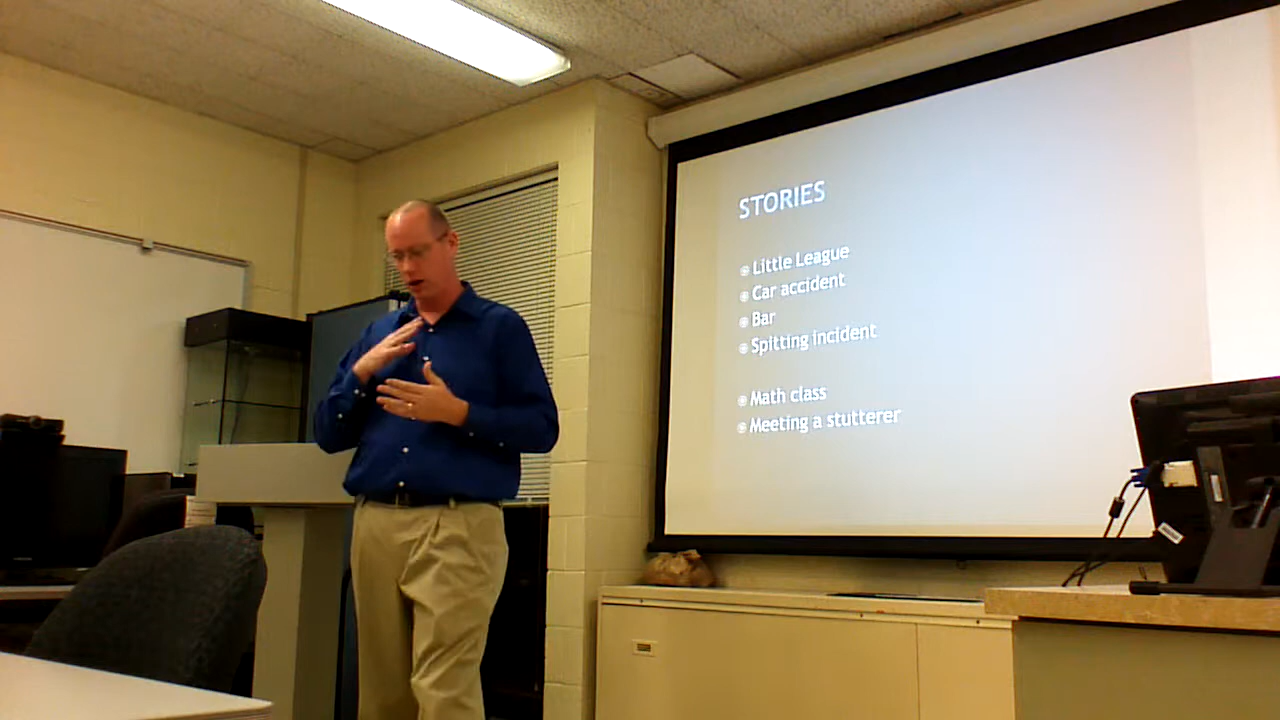 STORIES
Little League
Car accident
Bar
Spitting incident
Math class
Meeting a stutterer